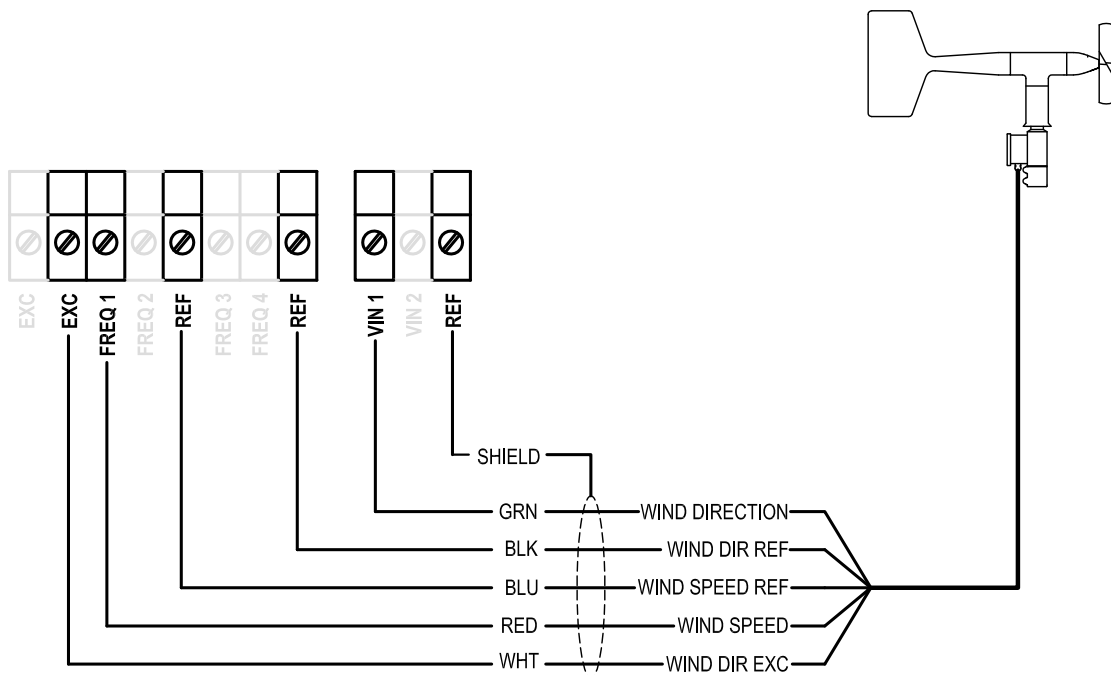 EXC
EXC
FREQ 1
FREQ 2
REF
FREQ 3
FREQ 4
REF
VIN 1
VIN 2
REF
SHIELD
GRN WIND DIRECTION
BLK WIND DIR REF
BLU WIND SPEED REF
RED WIND SPEED
WHT WIND DIR EXC